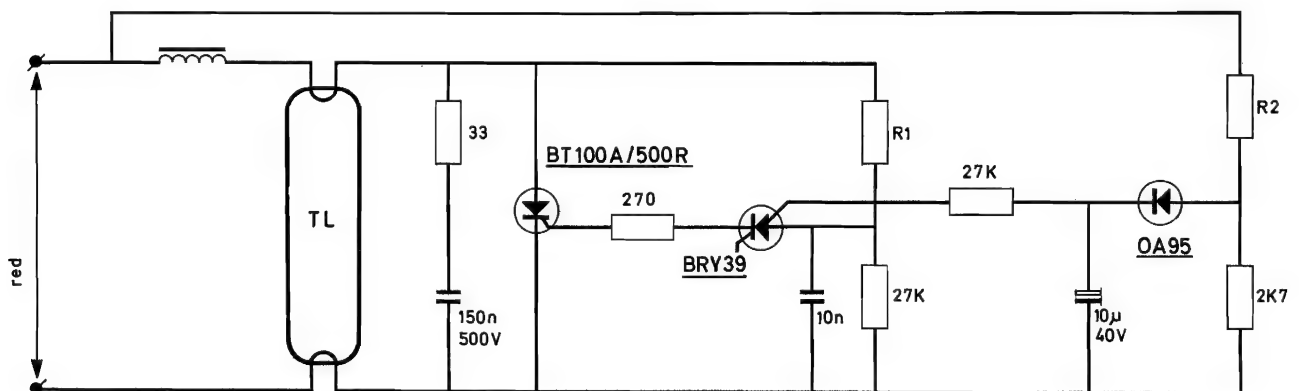 red
TL
33
150n
500V
BT100A/500R
270
BRY39
10n
R1
27K
27K
10µ
40V
OA95
R2
2K7